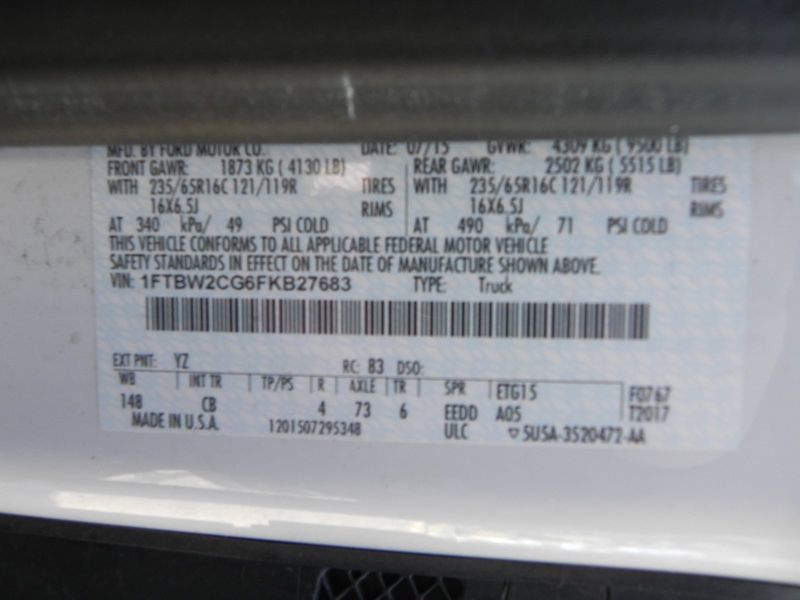 MFD. BY FORD MOTOR CO. DATE: 07/15 GVWR: 4309 KG ( 9500 LB)
FRONT GAWR: 1873 KG ( 4130 LB) REAR GAWR: 2502 KG ( 5515 LB)
WITH 235/65R16C 121/119R TIRES WITH 235/65R16C 121/119R TIRES
16X6.5J RIMS 16X6.5J RIMS
AT 340 kPa/ 49 PSI COLD AT 490 kPa/ 71 PSI COLD
THIS VEHICLE CONFORMS TO ALL APPLICABLE FEDERAL MOTOR VEHICLE
SAFETY STANDARDS IN EFFECT ON THE DATE OF MANUFACTURE SHOWN ABOVE.
VIN: 1FTBW2CG6FKB27683 TYPE: Truck
EXT PNT: YZ RC: 83 DSO:
WB INT TR TP/PS R AXLE TR SPR ETG15 F0767
148 CB 4 73 6 EEDD A05 T2017
MADE IN U.S.A. 1201507295348 ULC ▽5U5A-3520472-AA